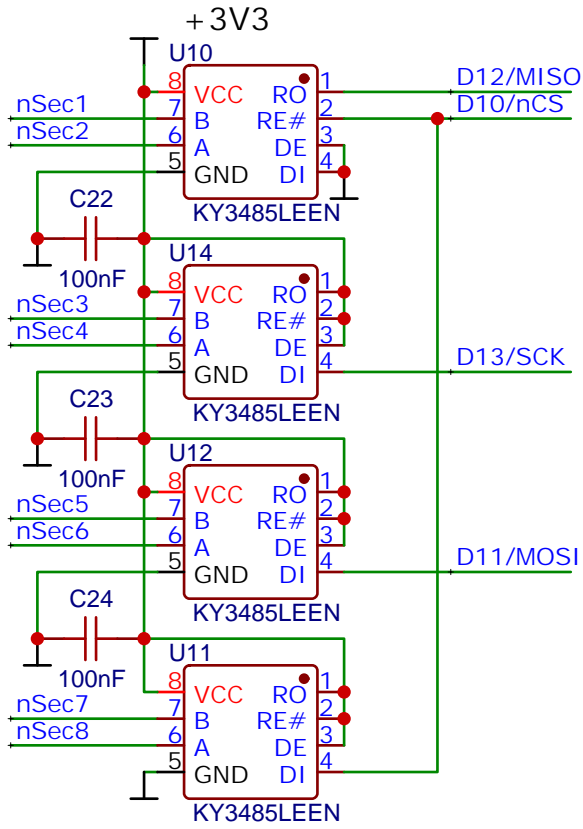 +3V3
U10
8 VCC RO 1 D12/MISO
nSec1 7 B RE# 2 D10/nCS
nSec2 6 A DE 3
5 GND DI 4
KY3485LEEN
C22
100nF
U14
8 VCC RO 1
nSec3 7 B RE# 2
nSec4 6 A DE 3
5 GND DI 4 D13/SCK
KY3485LEEN
C23
100nF
U12
8 VCC RO 1
nSec5 7 B RE# 2
nSec6 6 A DE 3
5 GND DI 4 D11/MOSI
KY3485LEEN
C24
100nF
U11
8 VCC RO 1
nSec7 7 B RE# 2
nSec8 6 A DE 3
5 GND DI 4
KY3485LEEN